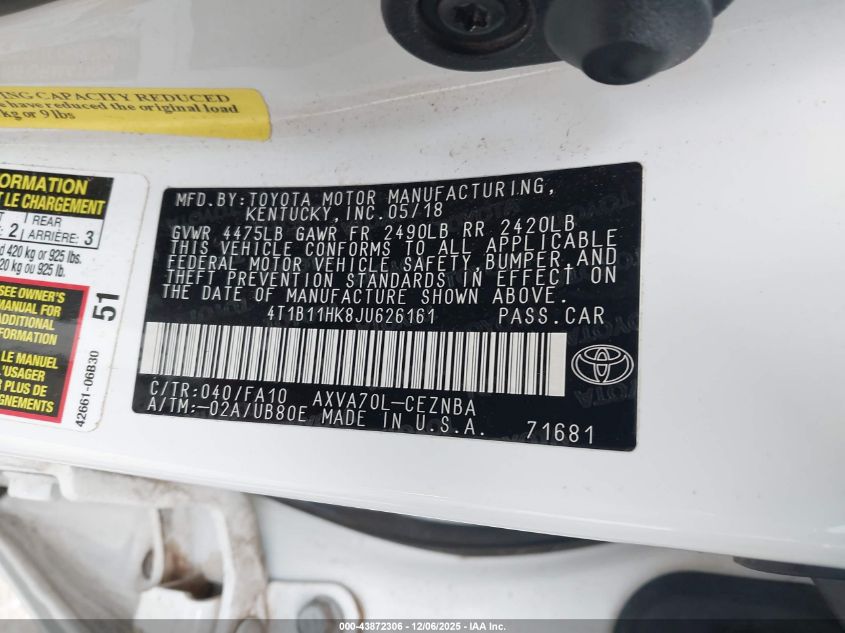 ING CAPACITY REDUCED
have reduced the original load
kg or 9 lbs
FORMATION
T LE CHARGEMENT
2 REAR
ARRIÈRE: 3
420 kg or 925 lbs.
20 kg ou 925 lb.
SEE OWNER'S
MANUAL FOR
ADDITIONAL
INFORMATION
LE MANUEL
L'USAGER
PLUS DE
GNEMENTS
51
42661-06B30
MFD. BY: TOYOTA MOTOR MANUFACTURING,
KENTUCKY, INC. 05/18
GVWR 4475LB GAWR FR 2490LB RR 2420LB
THIS VEHICLE CONFORMS TO ALL APPLICABLE
FEDERAL MOTOR VEHICLE SAFETY, BUMPER, AND
THEFT PREVENTION STANDARDS IN EFFECT ON
THE DATE OF MANUFACTURE SHOWN ABOVE.
4T1B11HK8JU626161 PASS. CAR
C/TR: 040/FA10 AXVA70L-CEZNBA
A/TM: -02A/UB80E MADE IN U.S.A. 71681
TOYOTA
000-43872306 - 12/06/2025 - IAA Inc.